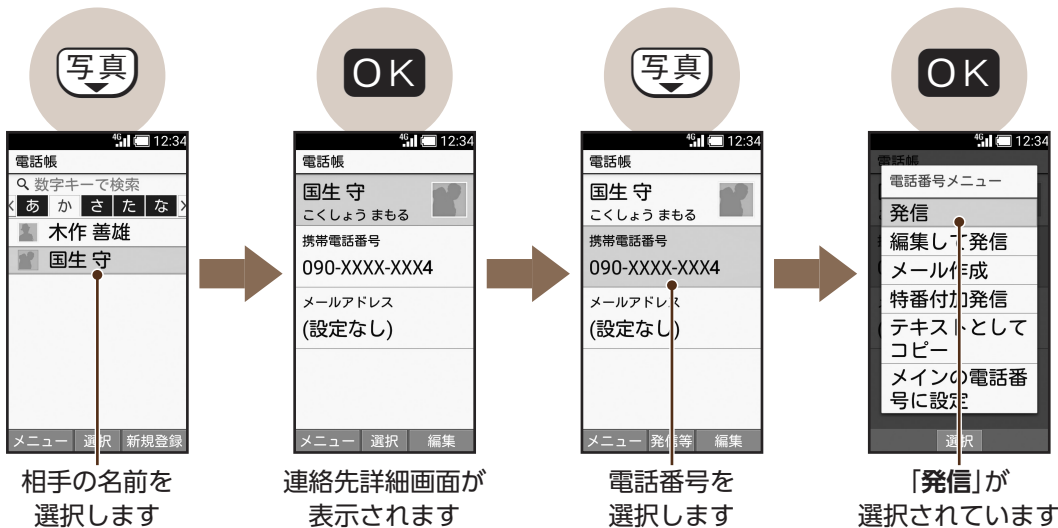 写真
OK
写真
OK
4G 12:34
電話帳
数字キーで検索
あ か さ た な
木作 善雄
国生 守
メニュー 選択 新規登録
4G 12:34
電話帳
国生 守
こくしょう まもる
携帯電話番号
090-XXXX-XXX4
メールアドレス
(設定なし)
メニュー 選択 編集
4G 12:34
電話帳
国生 守
こくしょう まもる
携帯電話番号
090-XXXX-XXX4
メールアドレス
(設定なし)
メニュー 発信等 編集
4G 12:34
電話帳
電話番号メニュー
発信
編集して発信
メール作成
特番付加発信
テキストとして
コピー
メインの電話番
号に設定
選択
相手の名前を
選択します
連絡先詳細画面が
表示されます
電話番号を
選択します
「発信」が
選択されています